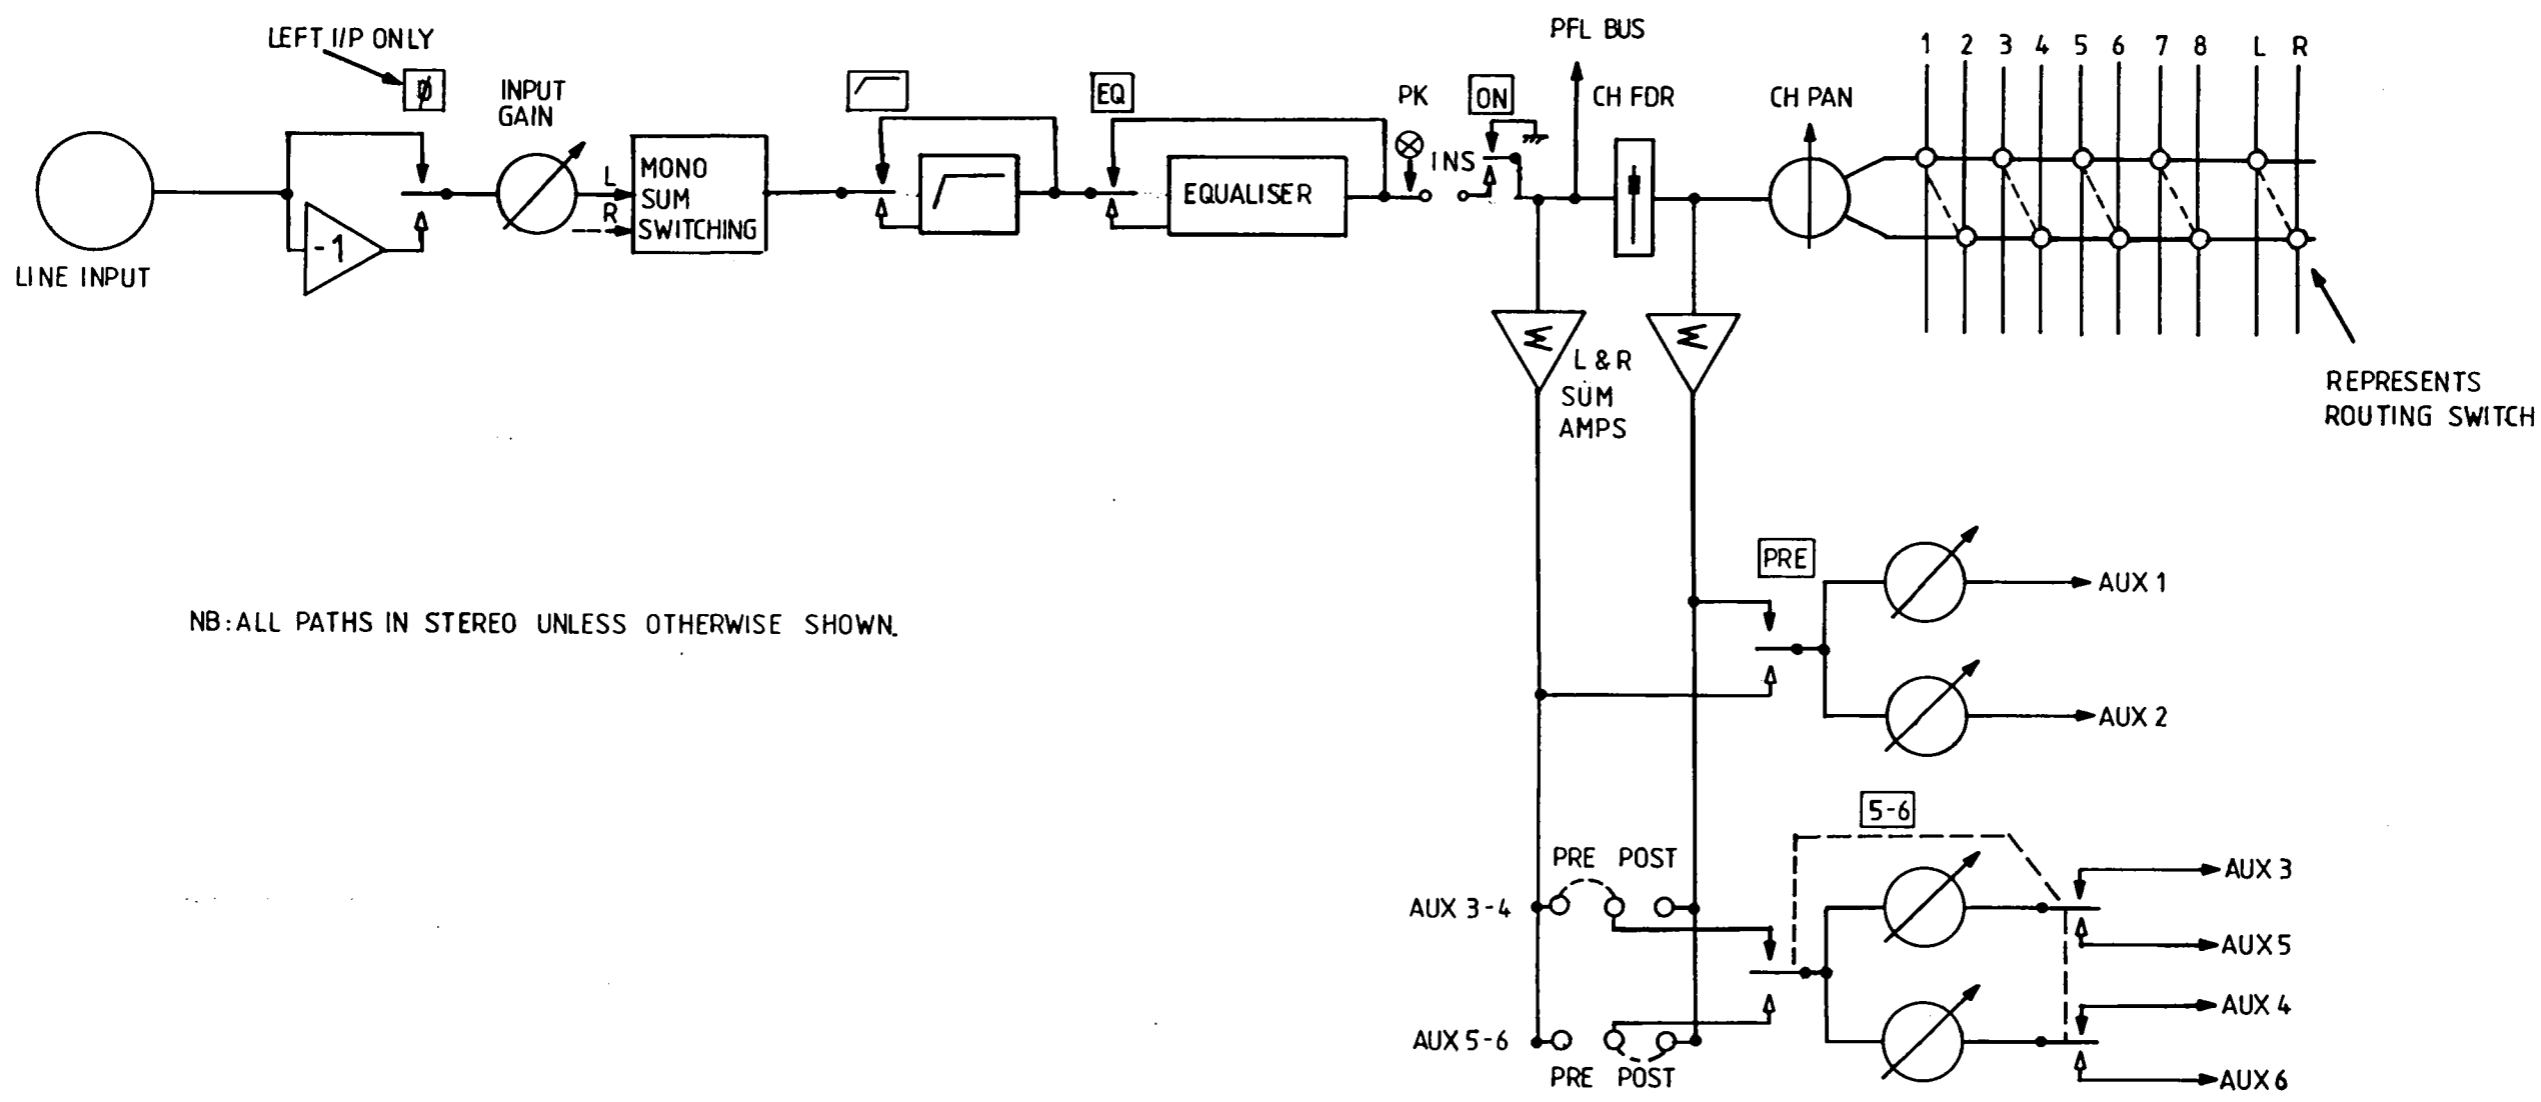 LEFT I/P ONLY
Ø
INPUT
GAIN
LINE INPUT
-1
L
R
MONO
SUM
SWITCHING
EQ
EQUALISER
PK
INS
ON
PFL BUS
CH FDR
CH PAN
1 2 3 4 5 6 7 8 L R
REPRESENTS
ROUTING SWITCH
Σ
Σ
L & R
SUM
AMPS
NB: ALL PATHS IN STEREO UNLESS OTHERWISE SHOWN.
PRE
AUX 1
AUX 2
5-6
PRE POST
AUX 3-4
AUX 3
AUX 5
AUX 4
AUX 5-6
PRE POST
AUX 6